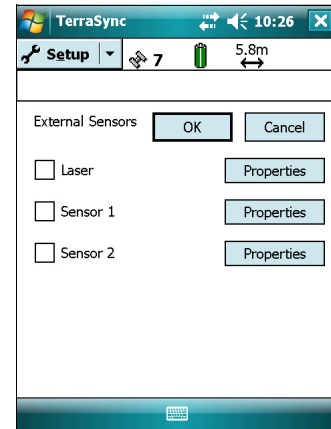 TerraSync 10:26
Setup 7 5.8m
External Sensors OK Cancel
Laser Properties
Sensor 1 Properties
Sensor 2 Properties